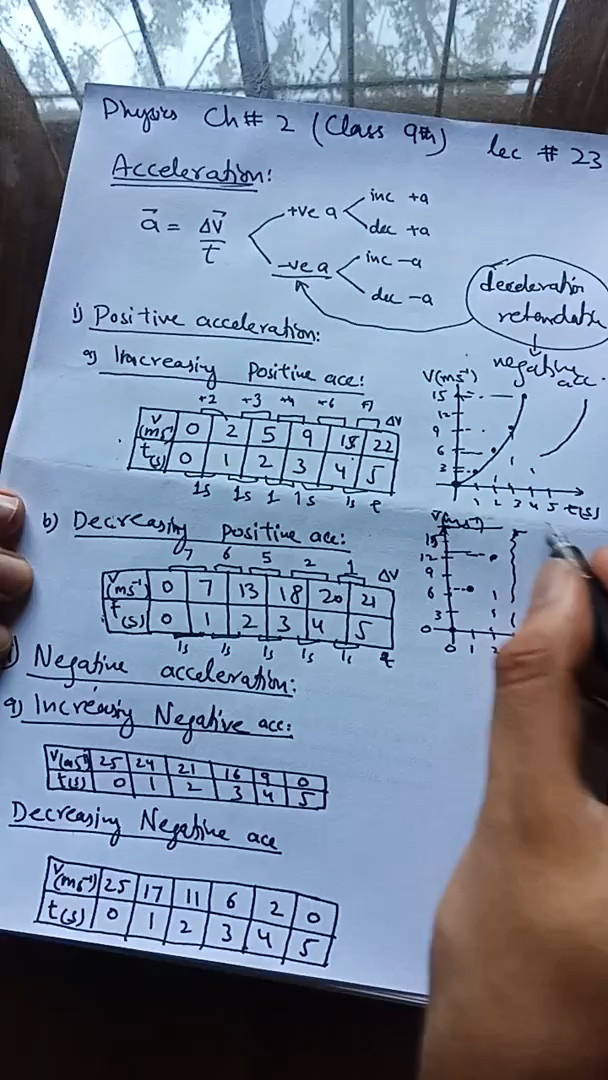 Physics Ch# 2 (Class 9th) lec # 23
Acceleration:
a = Δv/t
+ve a
inc +a
dec +a
-ve a
inc -a
dec -a
deceleration
negative
acc.
i) Positive acceleration:
a) Increasing Positive acc:
+2 +3 +4 +7 ΔV
V (ms⁻¹) 0 2 5 9 15 22
t(s) 0 1 2 3 4 5
1s 1s 1 1s 1s t
V(ms⁻¹)
15
12
9
6
3
1 2 3 4 5 t(s)
b) Decreasing positive acc:
7 6 5 2 1 ΔV
V(ms⁻¹) 0 7 13 18 20 21
t(s) 0 1 2 3 4 5
1s 1s 1s 1s 1s t
V(ms⁻¹)
15
12
9
6
3
0
0 1 2
) Negative acceleration:
a) Increasiy Negative acc:
V(ms⁻¹) 25 24 21 16 9 0
t(s) 0 1 2 3 4 5
Decreasing Negative acc
V (ms⁻¹) 25 17 11 6 2 0
t(s) 0 1 2 3 4 5